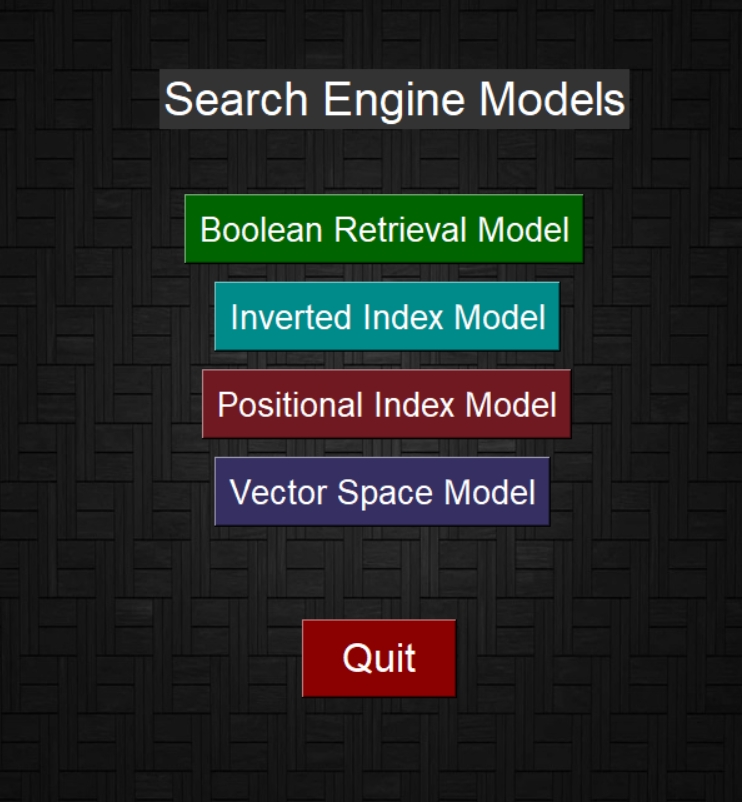 Search Engine Models
Boolean Retrieval Model
Inverted Index Model
Positional Index Model
Vector Space Model
Quit